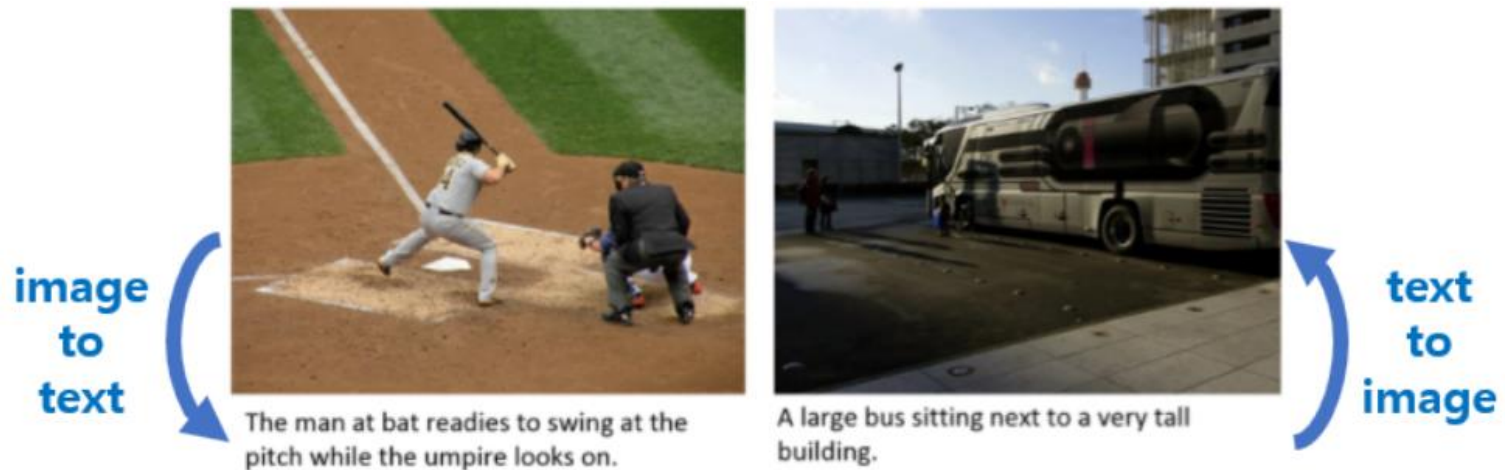 image
to
text
The man at bat readies to swing at the
pitch while the umpire looks on.
A large bus sitting next to a very tall
building.
text
to
image